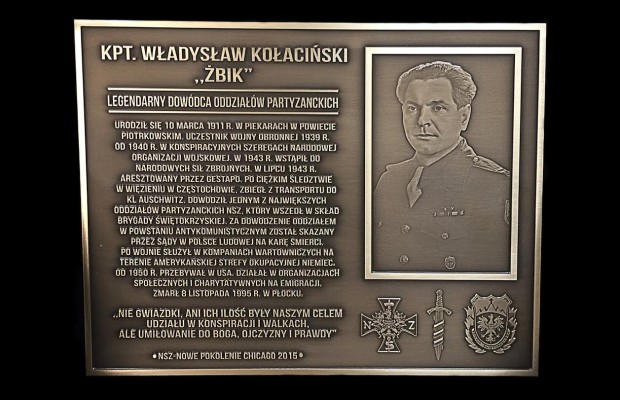 KPT. WŁADYSŁAW KOŁACIŃSKI
,,ŻBIK"
LEGENDARNY DOWÓDCA ODDZIAŁÓW PARTYZANCKICH
URODZIŁ SIĘ 10 MARCA 1911 R. W PIEKARACH W POWIECIE
PIOTRKOWSKIM. UCZESTNIK WOJNY OBRONNEJ 1939 R.
OD 1940 R. W KONSPIRACYJNYCH SZEREGACH NARODOWEJ
ORGANIZACJI WOJSKOWEJ. W 1943 R. WSTĄPIŁ DO
NARODOWYCH SIŁ ZBROJNYCH. W LIPCU 1943 R.
ARESZTOWANY PRZEZ GESTAPO. PO CIĘŻKIM ŚLEDZTWIE
W WIĘZIENIU W CZĘSTOCHOWIE, ZBIEGŁ Z TRANSPORTU DO
KL AUSCHWITZ. DOWODZIŁ JEDNYM Z NAJWIĘKSZYCH
ODDZIAŁÓW PARTYZANCKICH NSZ, KTÓRY WSZEDŁ W SKŁAD
BRYGADY ŚWIĘTOKRZYSKIEJ. ZA DOWODZENIE ODDZIAŁEM
W POWSTANIU ANTYKOMUNISTYCZNYM ZOSTAŁ SKAZANY
PRZEZ SĄDY W POLSCE LUDOWEJ NA KARĘ ŚMIERCI.
PO WOJNIE SŁUŻYŁ W KOMPANIACH WARTOWNICZYCH NA
TERENIE AMERYKAŃSKIEJ STREFY OKUPACYJNEJ NIEMIEC.
OD 1950 R. PRZEBYWAŁ W USA. DZIAŁAŁ W ORGANIZACJACH
SPOŁECZNYCH I CHARYTATYWNYCH NA EMIGRACJI.
ZMARŁ 8 LISTOPADA 1995 R. W PŁOCKU.
,,NIE GWIAZDKI, ANI ICH ILOŚĆ BYŁY NASZYM CELEM
UDZIAŁU W KONSPIRACJI I WALKACH,
ALE UMIŁOWANIE DO BOGA, OJCZYZNY I PRAWDY"
• NSZ-NOWE POKOLENIE CHICAGO 2015 •
N Z
S